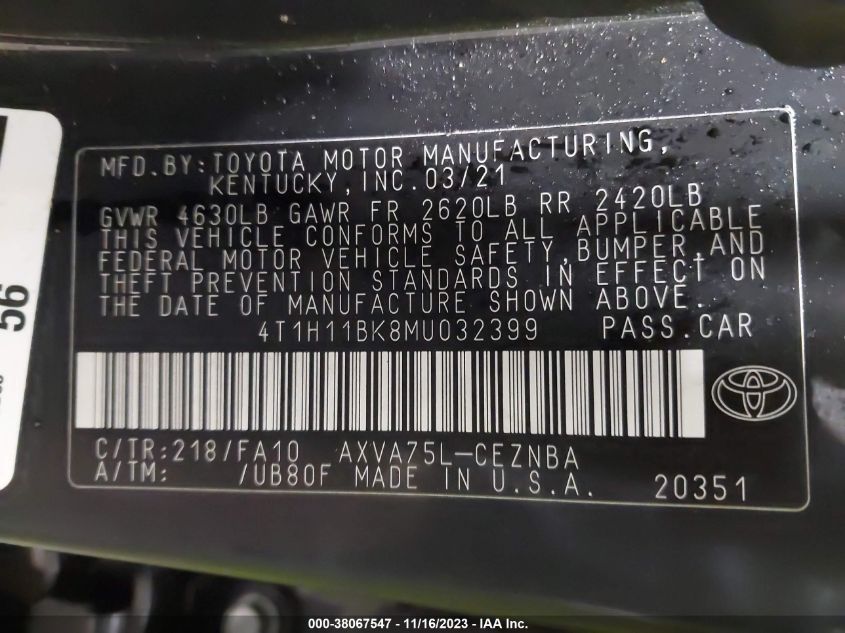 MFD.BY:TOYOTA MOTOR MANUFACTURING,
KENTUCKY,INC.03/21
GVWR 4630LB GAWR FR 2620LB RR 2420LB
THIS VEHICLE CONFORMS TO ALL APPLICABLE
FEDERAL MOTOR VEHICLE SAFETY,BUMPER,AND
THEFT PREVENTION STANDARDS IN EFFECT ON
THE DATE OF MANUFACTURE SHOWN ABOVE.
4T1H11BK8MU032399 PASS.CAR
C/TR:218/FA10 AXVA75L-CEZNBA
A/TM: /UB80F MADE IN U.S.A. 20351
56
000-38067547 - 11/16/2023 - IAA Inc.